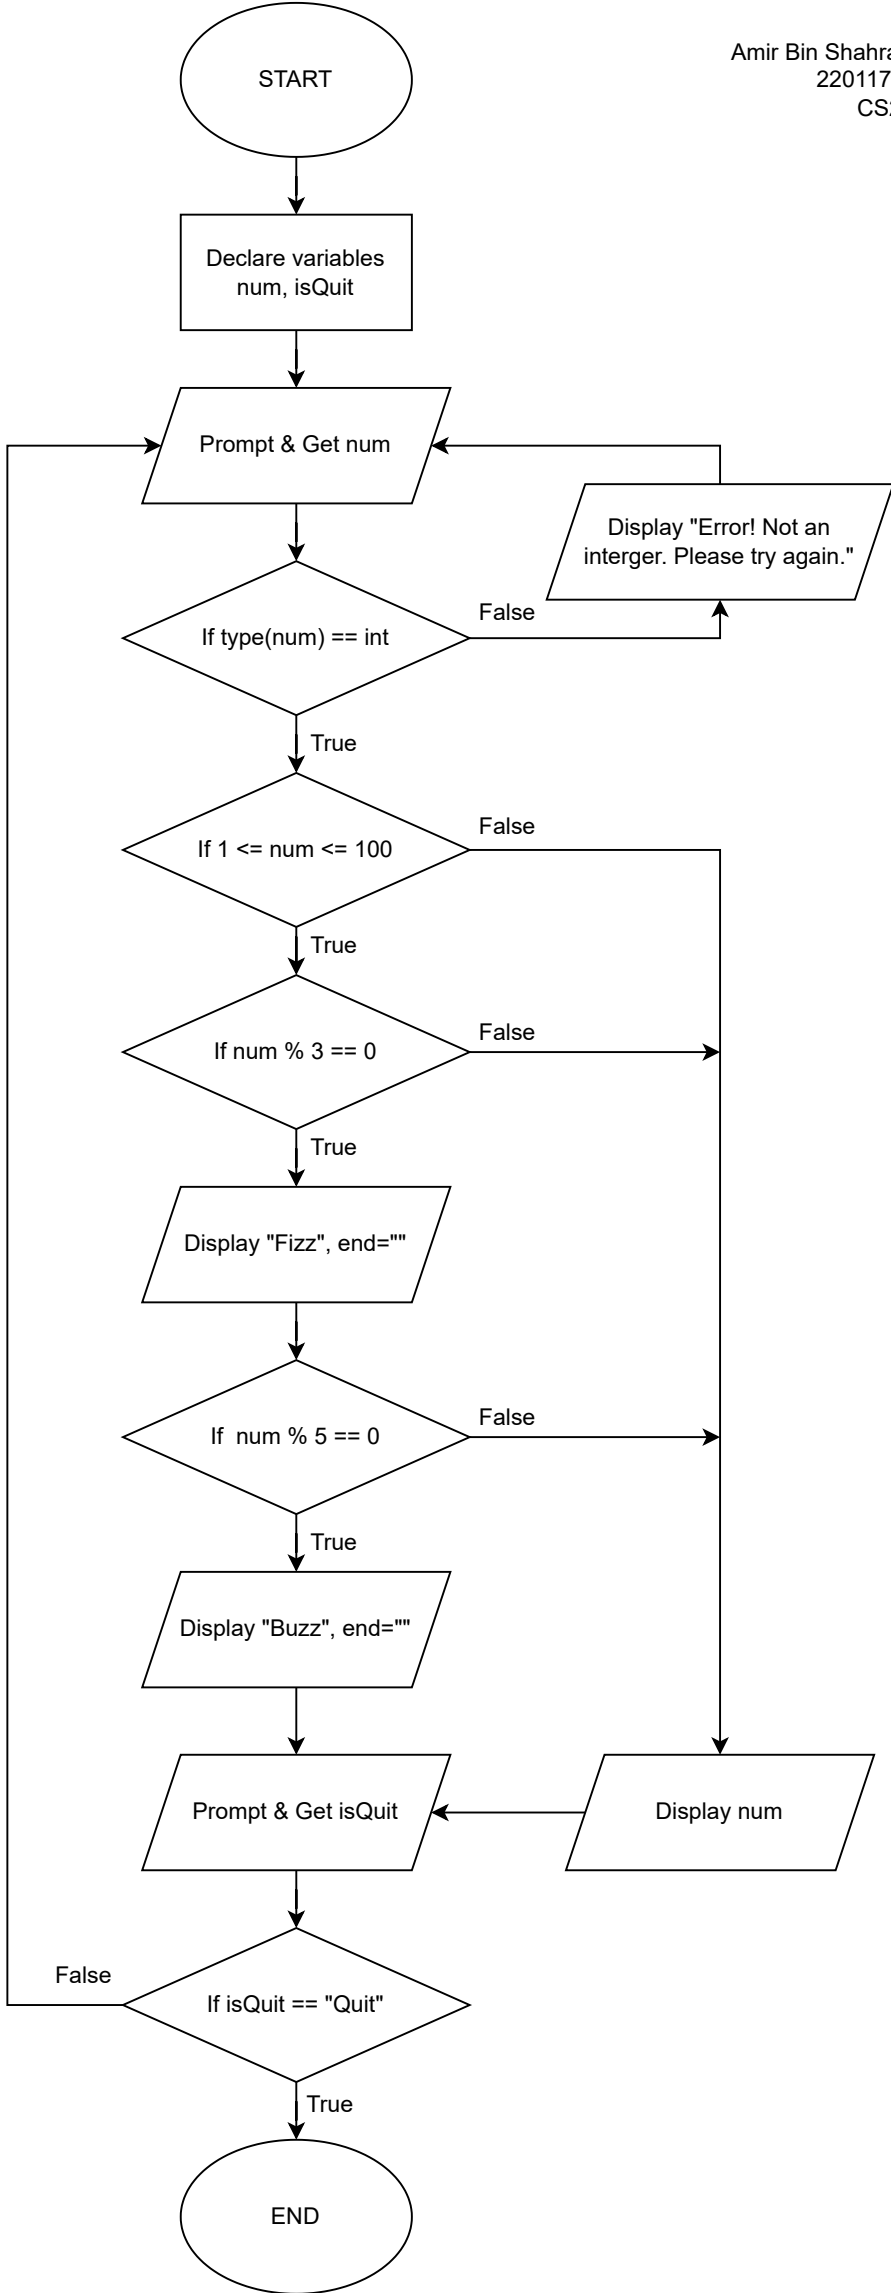 START
Amir Bin
220117
Declare variables
num, isQuit
Prompt & Get num
Display "Error! Not an
interger. Please try again."
If type(num) == int
False
True
If 1 <= num <= 100
False
True
If num % 3 == 0
False
True
Display "Fizz", end=""
If  num % 5 == 0
False
True
Display "Buzz", end=""
Prompt & Get isQuit
Display num
False
If isQuit == "Quit"
True
END